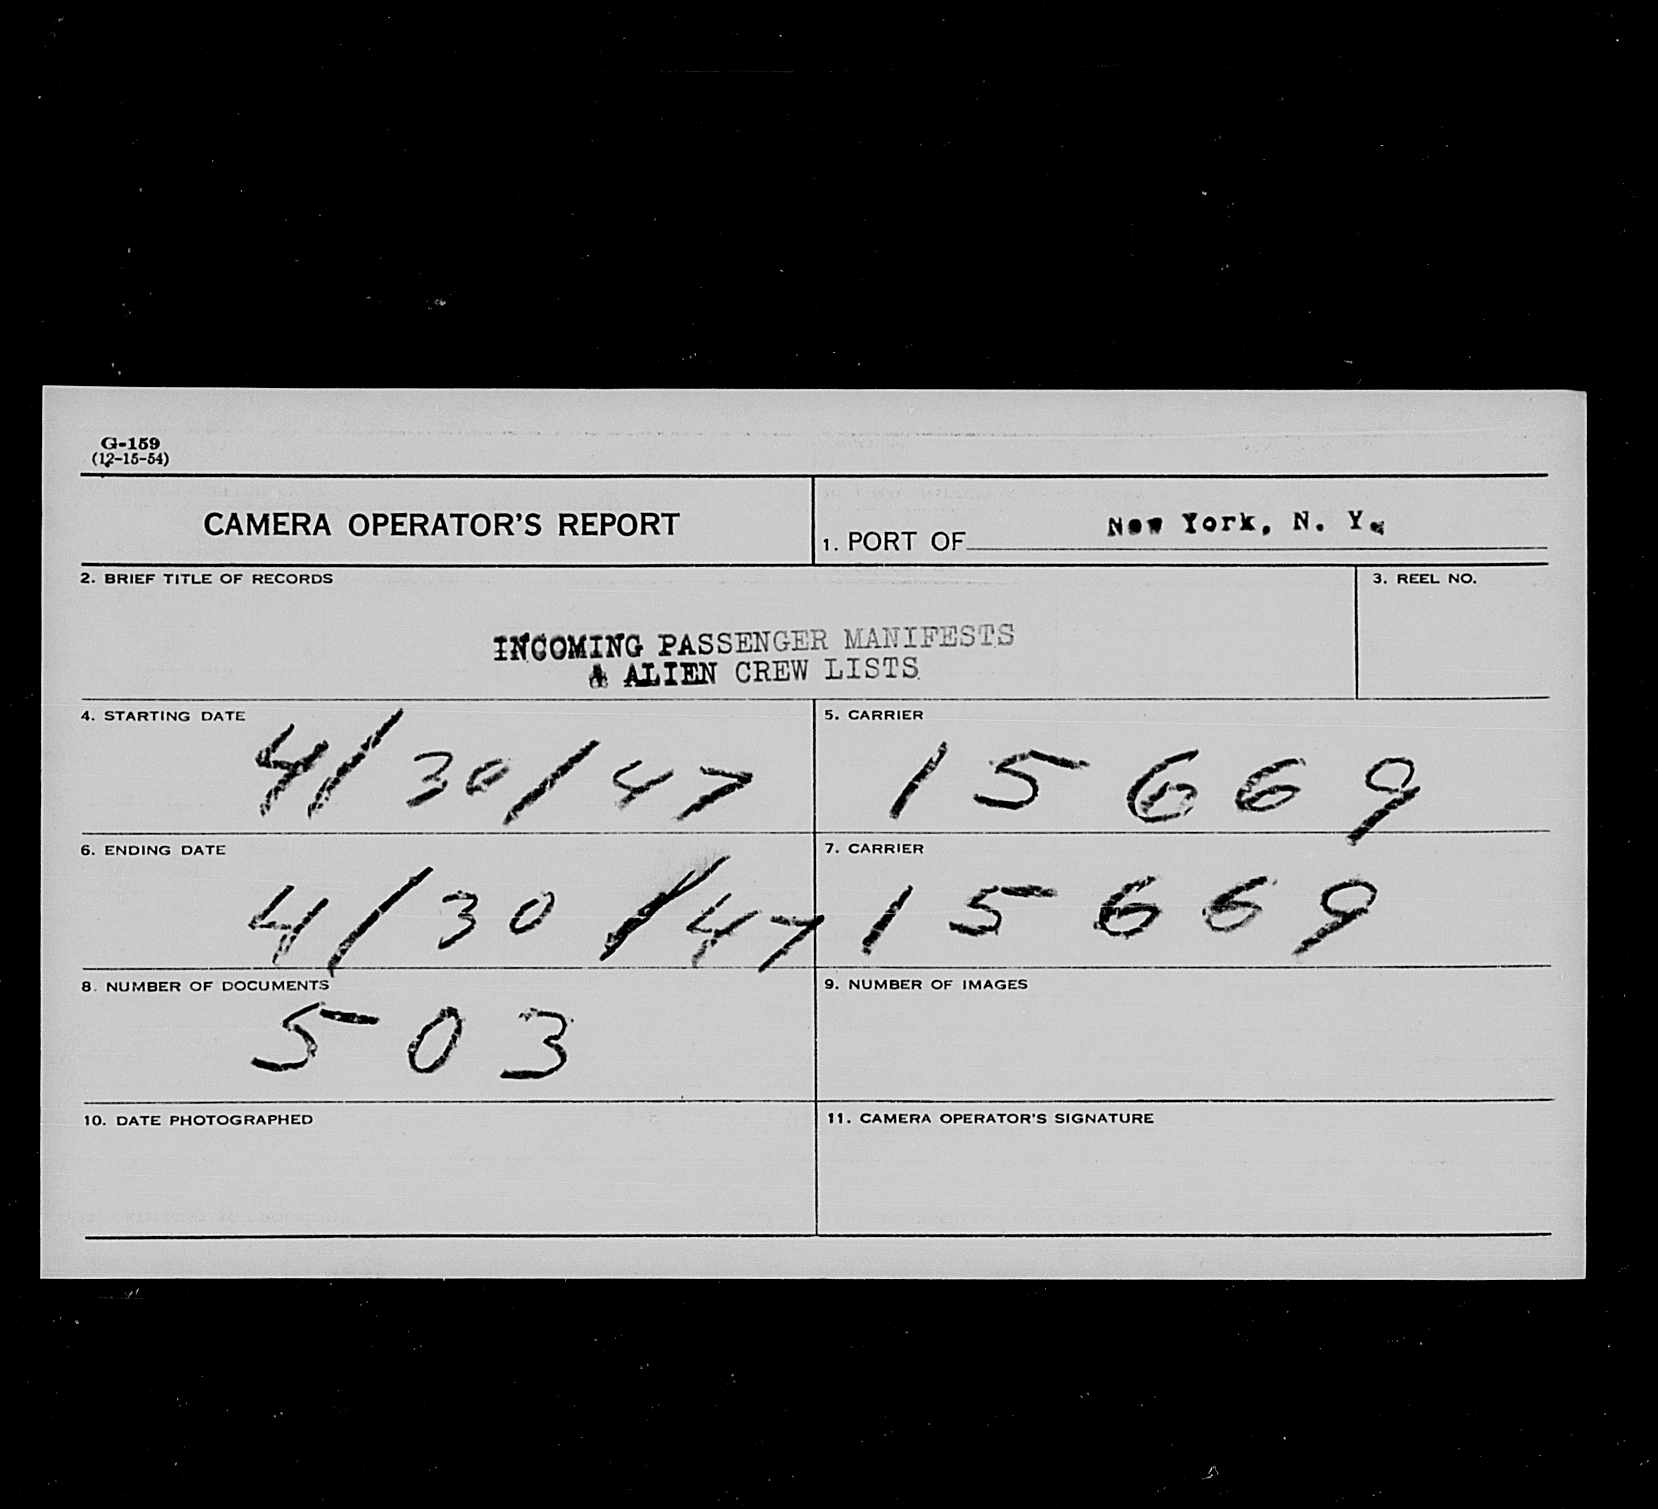 G-159
(12-15-54)
CAMERA OPERATOR'S REPORT
1. PORT OF New York, N. Y.
2. BRIEF TITLE OF RECORDS
3. REEL NO.
INCOMING PASSENGER MANIFESTS
& ALIEN CREW LISTS
4. STARTING DATE
4/30/47
5. CARRIER
15669
6. ENDING DATE
4/30/47
7. CARRIER
15669
8. NUMBER OF DOCUMENTS
503
9. NUMBER OF IMAGES
10. DATE PHOTOGRAPHED
11. CAMERA OPERATOR'S SIGNATURE